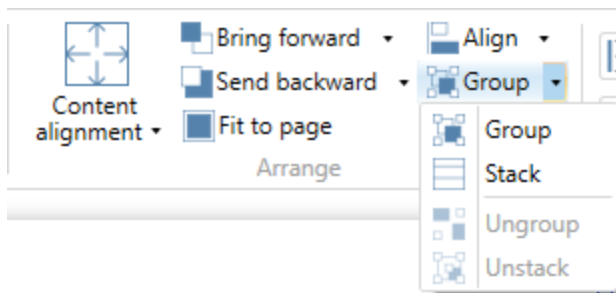 Content
alignment
Bring forward
Send backward
Fit to page
Arrange
Align
Group
Group
Stack
Ungroup
Unstack